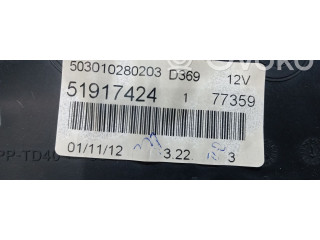 503010280203 D369 12V
51917424 1 77359
01/11/12 3.22 3
PP-TD40